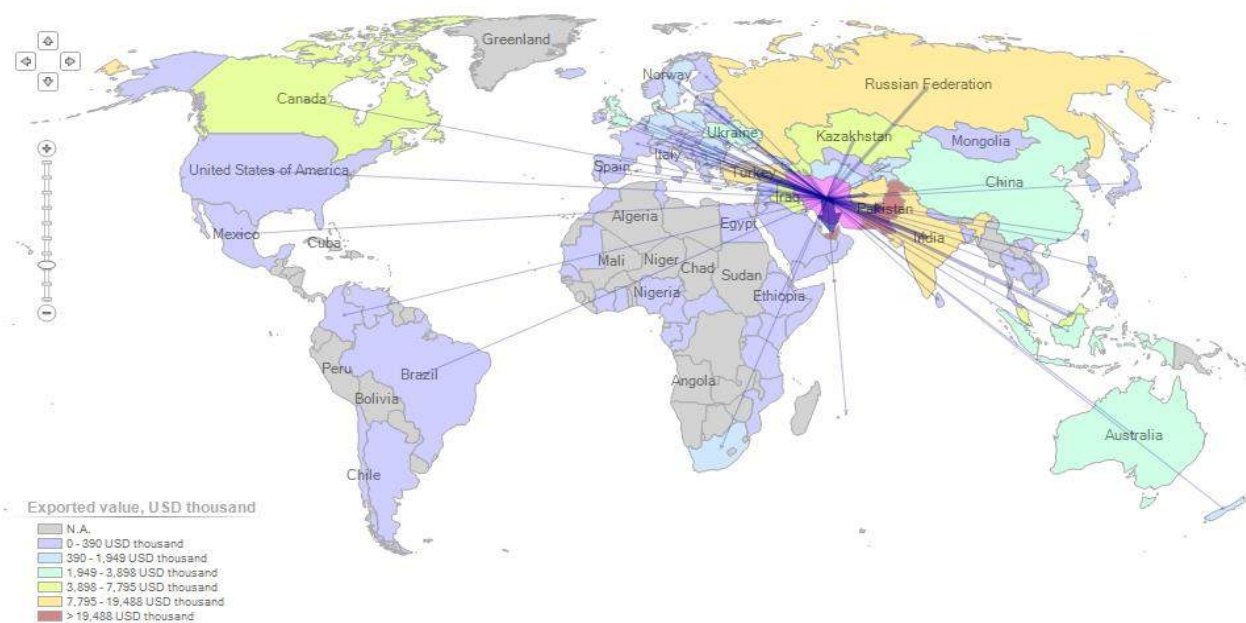 Greenland
Norway
Russian Federation
Canada
Ukraine
Kazakhstan
Mongolia
Italy
Spain
Turkey
United States of America
China
Iraq
Pakistan
Algeria
Egypt
Mexico
India
Cuba
Mali
Niger
Chad
Sudan
Nigeria
Ethiopia
Peru
Brazil
Angola
Bolivia
Australia
Chile
Exported value, USD thousand
N.A.
0 - 390 USD thousand
390 - 1,949 USD thousand
1,949 - 3,898 USD thousand
3,898 - 7,795 USD thousand
7,795 - 19,488 USD thousand
> 19,488 USD thousand